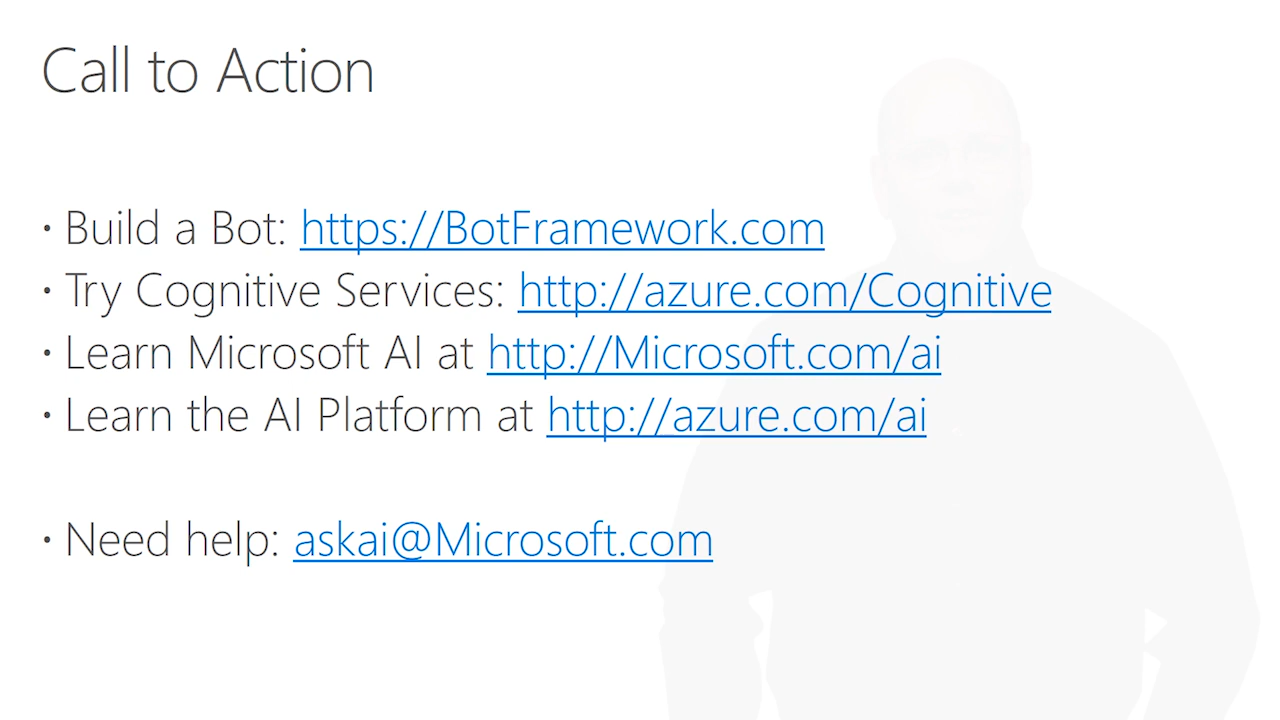 Call to Action
· Build a Bot: https://BotFramework.com
· Try Cognitive Services: http://azure.com/Cognitive
· Learn Microsoft AI at http://Microsoft.com/ai
· Learn the AI Platform at http://azure.com/ai
· Need help: askai@Microsoft.com